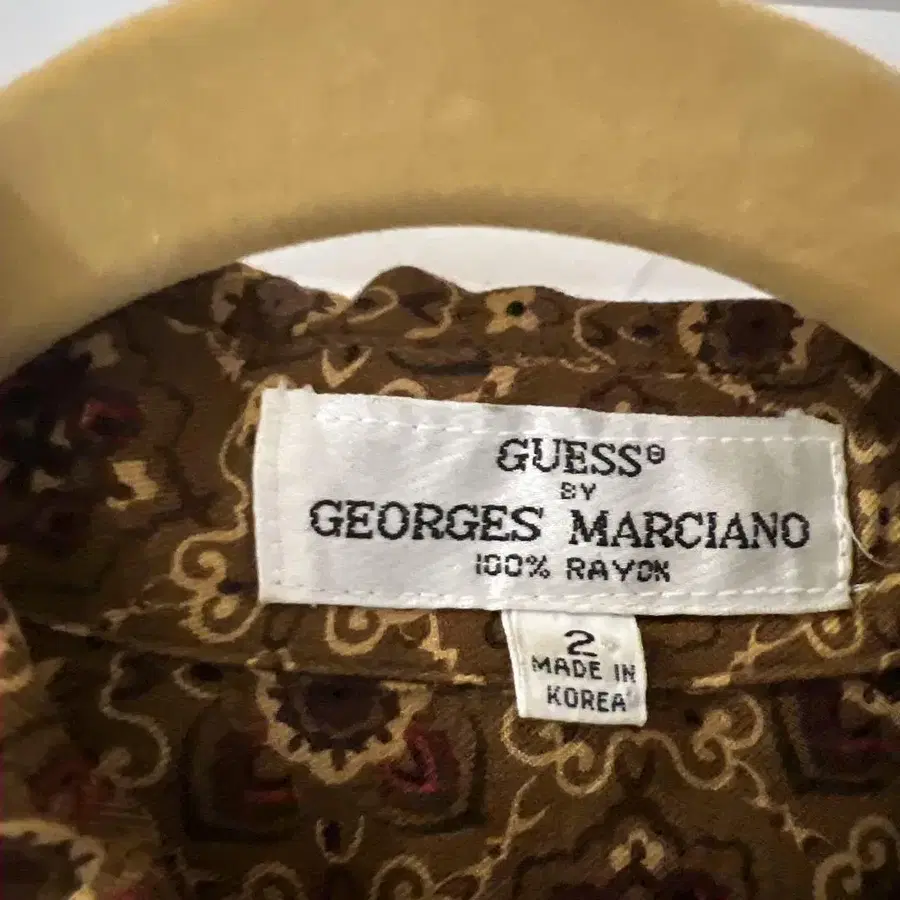 GUESS®
BY
GEORGES MARCIANO
100% RAYON
2
MADE IN
KOREA